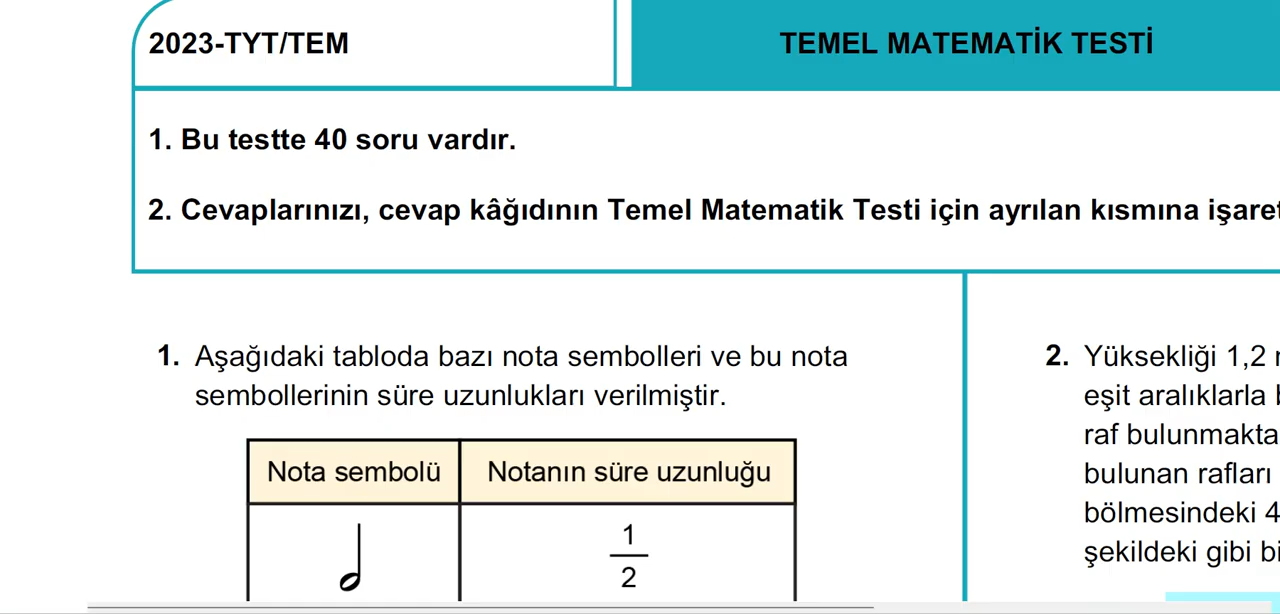 2023-TYT/TEM
TEMEL MATEMATİK TESTİ
1. Bu testte 40 soru vardır.
2. Cevaplarınızı, cevap kâğıdının Temel Matematik Testi için ayrılan kısmına
1. Aşağıdaki tabloda bazı nota sembolleri ve bu nota
sembollerinin süre uzunlukları verilmiştir.
Nota sembolü
Notanın süre uzunluğu
1
2
2. Yüksekliği 1,2
eşit aralıklarla
raf
bulunan rafları
bölmesindeki 4
şekildeki gibi